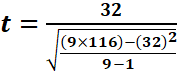 t = 32 / √(((9×116)−(32)²) / (9−1))